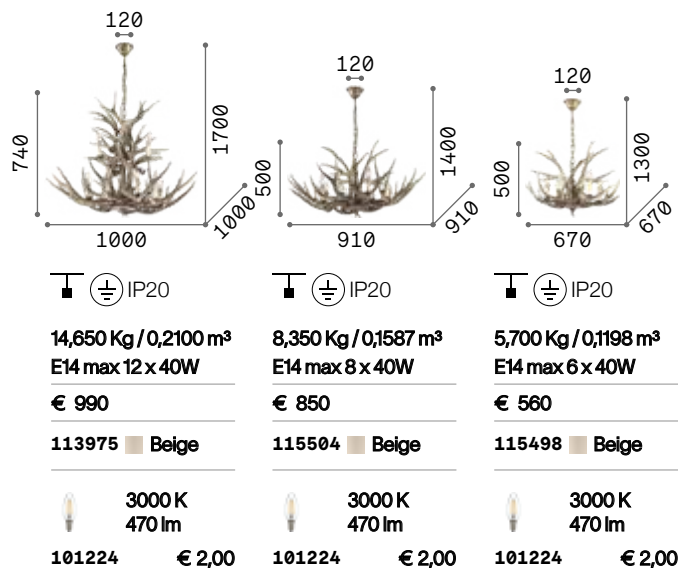 120
740
1700
1000
1000
IP20
14,650 Kg / 0,2100 m³
E14 max 12 x 40W
€ 990
113975 Beige
3000 K
470 lm
101224 € 2,00
120
500
1400
910
910
IP20
8,350 Kg / 0,1587 m³
E14 max 8 x 40W
€ 850
115504 Beige
3000 K
470 lm
101224 € 2,00
120
500
1300
670
670
IP20
5,700 Kg / 0,1198 m³
E14 max 6 x 40W
€ 560
115498 Beige
3000 K
470 lm
101224 € 2,00